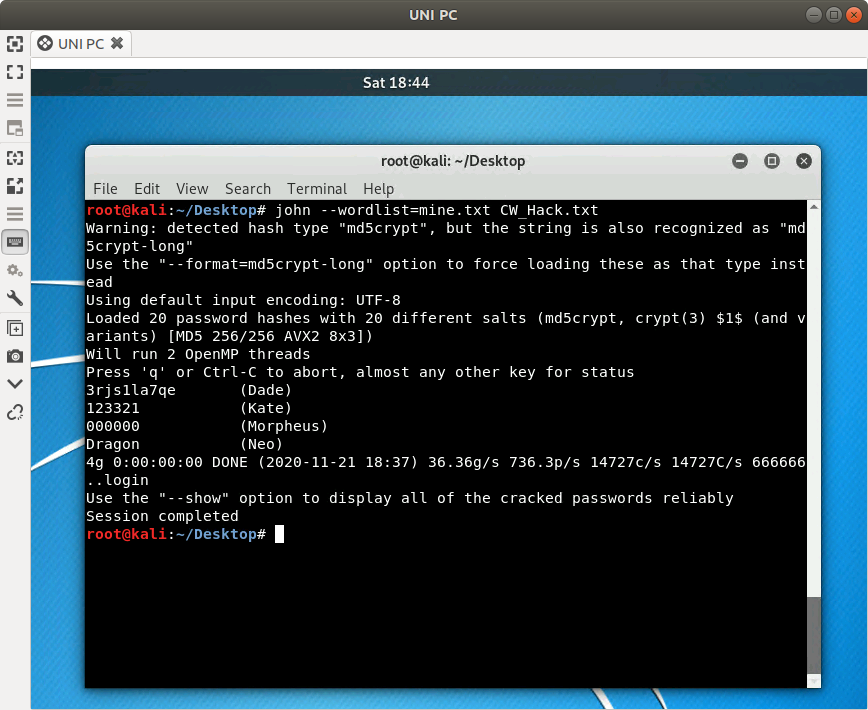 UNI PC
UNI PC
Sat 18:44
root@kali: ~/Desktop
File Edit View Search Terminal Help
root@kali:~/Desktop# john --wordlist=mine.txt CW_Hack.txt
Warning: detected hash type "md5crypt", but the string is also recognized as "md
5crypt-long"
Use the "--format=md5crypt-long" option to force loading these as that type inst
ead
Using default input encoding: UTF-8
Loaded 20 password hashes with 20 different salts (md5crypt, crypt(3) $1$ (and v
ariants) [MD5 256/256 AVX2 8x3])
Will run 2 OpenMP threads
Press 'q' or Ctrl-C to abort, almost any other key for status
3rjs1la7qe       (Dade)
123321           (Kate)
000000           (Morpheus)
Dragon           (Neo)
4g 0:00:00:00 DONE (2020-11-21 18:37) 36.36g/s 736.3p/s 14727c/s 14727C/s 666666
..login
Use the "--show" option to display all of the cracked passwords reliably
Session completed
root@kali:~/Desktop#